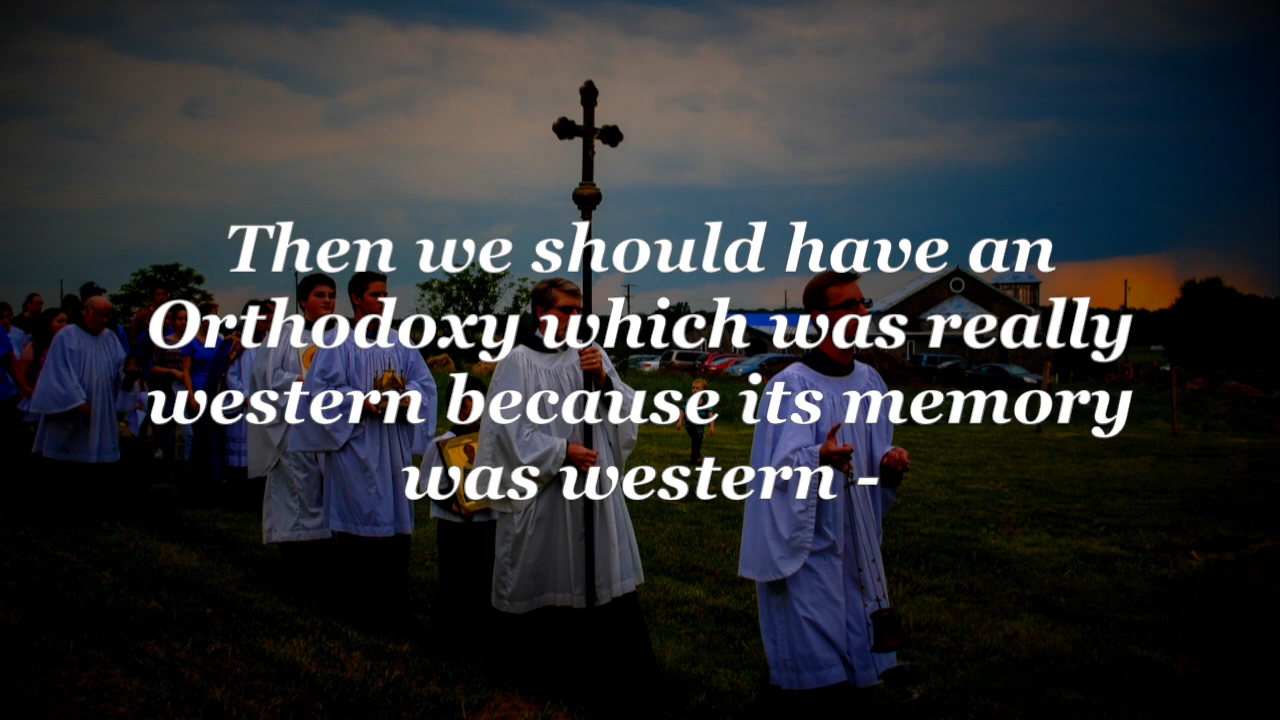 Then we should have an
Orthodoxy which was really
western because its memory
was western -